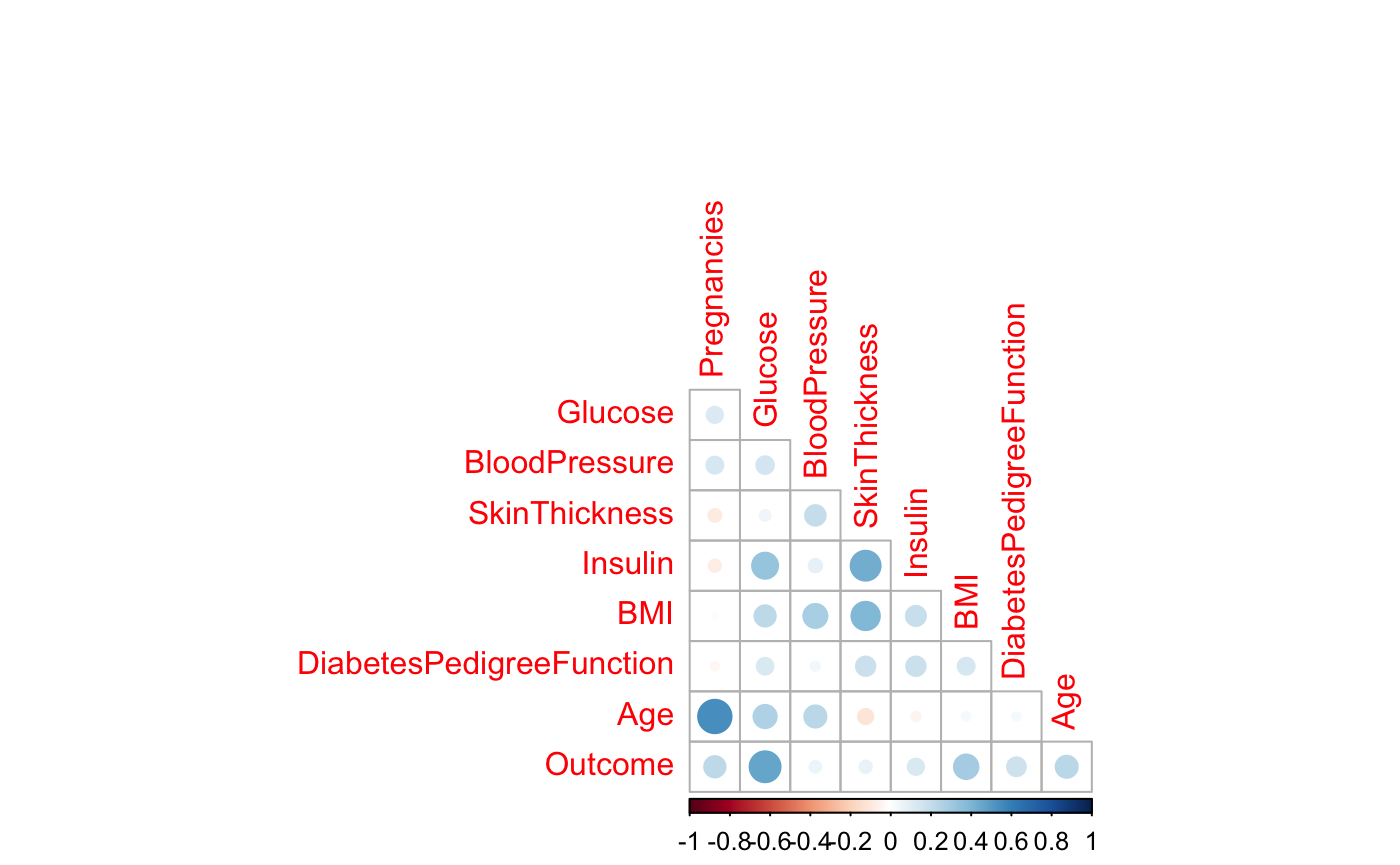 Pregnancies
Glucose
BloodPressure
SkinThickness
Insulin
BMI
DiabetesPedigreeFunction
Age
Glucose
BloodPressure
SkinThickness
Insulin
BMI
DiabetesPedigreeFunction
Age
Outcome
-1 -0.8 -0.6 -0.4 -0.2 0 0.2 0.4 0.6 0.8 1